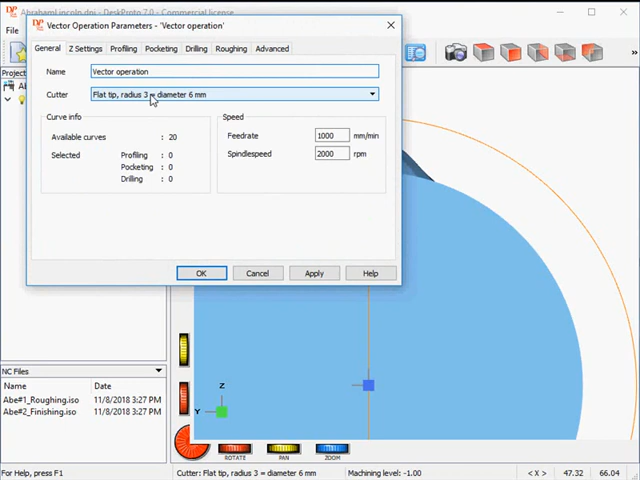 Abraham Lincoln.dpj - DeskProto 7.0 - Commercial license
File
Vector Operation Parameters - 'Vector operation'
General Z Settings Profiling Pocketing Drilling Roughing Advanced
Name Vector operation
Cutter Flat tip, radius 3 = diameter 6 mm
Curve info
Available curves : 20
Selected Profiling : 0
Pocketing : 0
Drilling : 0
Speed
Feedrate 1000 mm/min
Spindlespeed 2000 rpm
OK Cancel Apply Help
Project
NC Files
Name Date
Abe#1_Roughing.iso 11/8/2018 3:27 PM
Abe#2_Finishing.iso 11/8/2018 3:27 PM
Z
Y
ROTATE PAN ZOOM
For Help, press F1 Cutter: Flat tip, radius 3 = diameter 6 mm Machining level -1.00 < X > 47.32 66.04